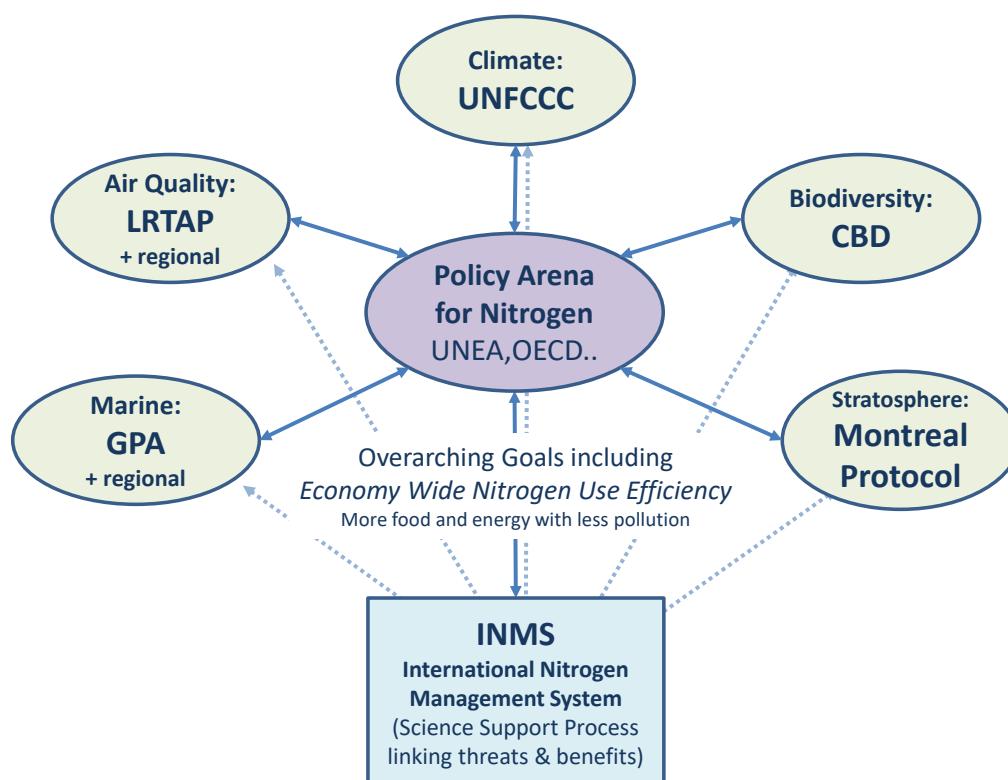 Climate:
UNFCCC
Air Quality:
LRTAP
+ regional
Biodiversity:
CBD
Policy Arena
for Nitrogen
UNEA,OECD..
Marine:
GPA
+ regional
Stratosphere:
Montreal
Protocol
Overarching Goals including
Economy Wide Nitrogen Use Efficiency
More food and energy with less pollution
INMS
International Nitrogen
Management System
(Science Support Process
linking threats & benefits)